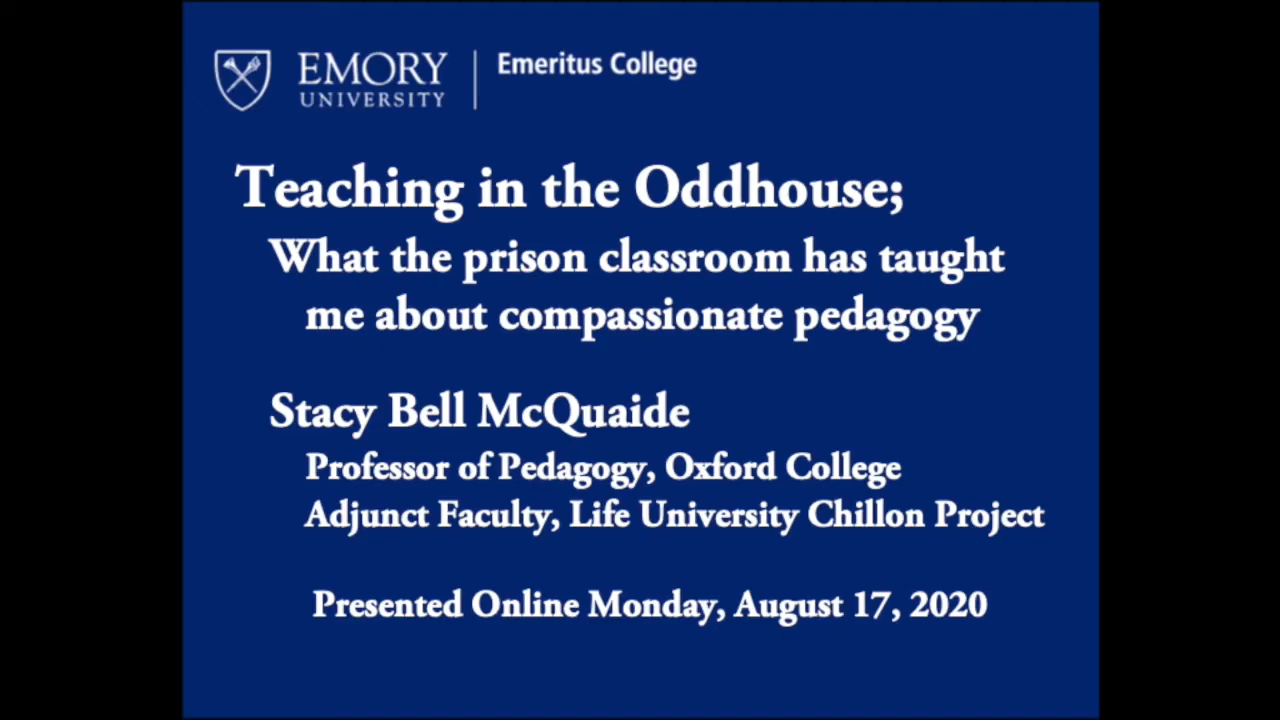 EMORY
UNIVERSITY
Emeritus College
Teaching in the Oddhouse;
What the prison classroom has taught
me about compassionate pedagogy
Stacy Bell McQuaide
Professor of Pedagogy, Oxford College
Adjunct Faculty, Life University Chillon Project
Presented Online Monday, August 17, 2020